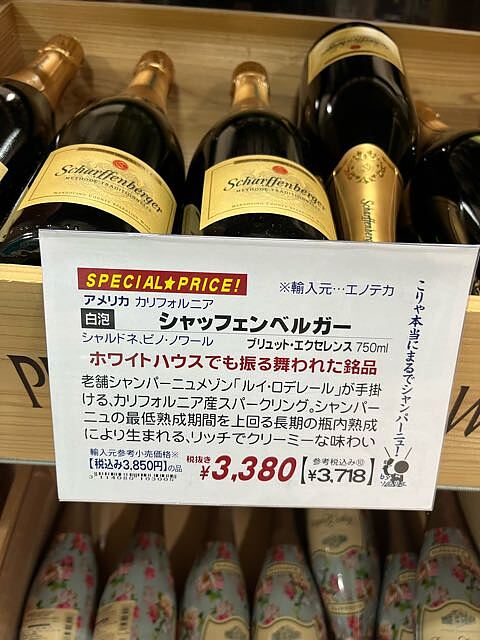 Scharffenberger
METHODE TRADITIONNELLE
Scharffenberger
Scharffenberger
SPECIAL★PRICE!
※輸入元…エノテカ
アメリカ カリフォルニア
白泡 シャッフェンベルガー
シャルドネ、ピノ・ノワール ブリュット・エクセレンス 750ml
ホワイトハウスでも振る舞われた銘品
老舗シャンパーニュメゾン「ルイ・ロデレール」が手掛
ける、カリフォルニア産スパークリング。シャンパー
ニュの最低熟成期間を上回る長期の瓶内熟成
により生まれる、リッチでクリーミーな味わい
こりゃ本当にまるでシャンパーニュ!
輸入元参考小売価格※
【税込み3,850円】の品
税抜き ¥3,380
【参考税込み⑩ ¥3,718】
by